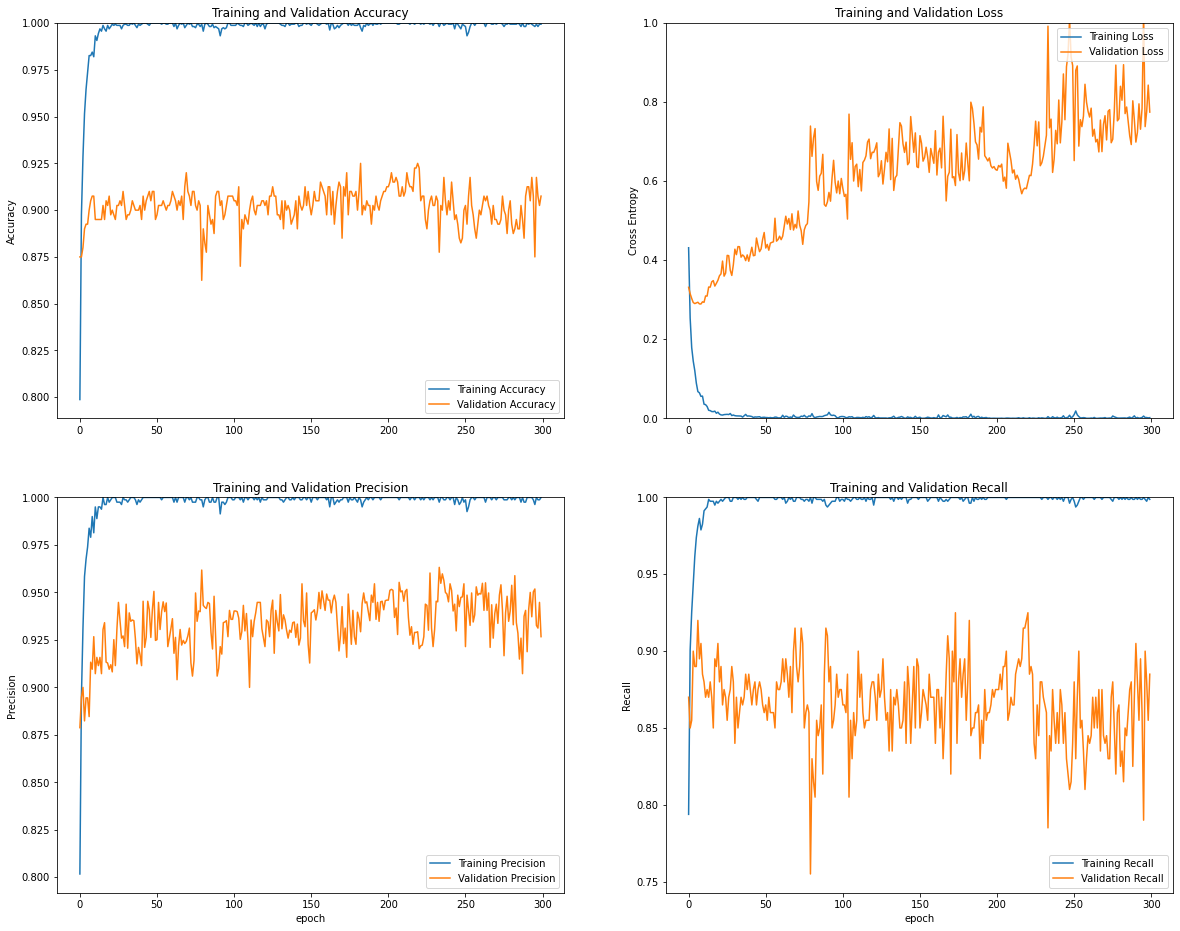 Training and Validation Accuracy
Accuracy
1.000
0.975
0.950
0.925
0.900
0.875
0.850
0.825
0.800
0 50 100 150 200 250 300
Training Accuracy
Validation Accuracy
Training and Validation Loss
Cross Entropy
1.0
0.8
0.6
0.4
0.2
0.0
0 50 100 150 200 250 300
Training Loss
Validation Loss
Training and Validation Precision
Precision
1.000
0.975
0.950
0.925
0.900
0.875
0.850
0.825
0.800
0 50 100 150 200 250 300
epoch
Training Precision
Validation Precision
Training and Validation Recall
Recall
1.00
0.95
0.90
0.85
0.80
0.75
0 50 100 150 200 250 300
epoch
Training Recall
Validation Recall